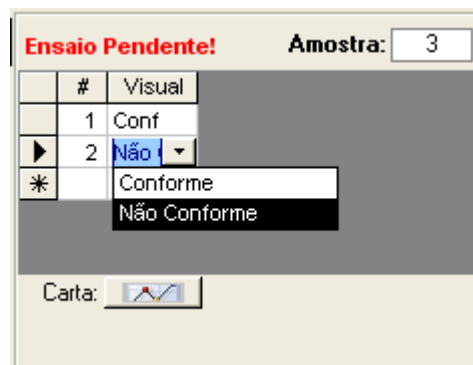 Ensaio Pendente! Amostra: 3
# Visual
1 Conf
2 Não
Conforme
Não Conforme
Carta: